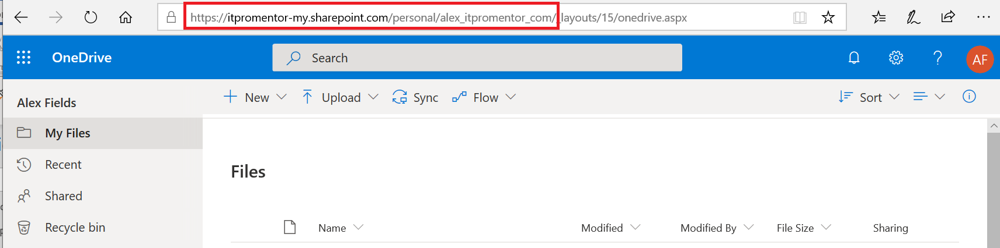 https://itpromentor-my.sharepoint.com/personal/alex_itpromentor_com/_layouts/15/onedrive.aspx
OneDrive
Search
?
AF
Alex Fields
New
Upload
Sync
Flow
Sort
My Files
Recent
Shared
Recycle bin
Files
Name
Modified
Modified By
File Size
Sharing